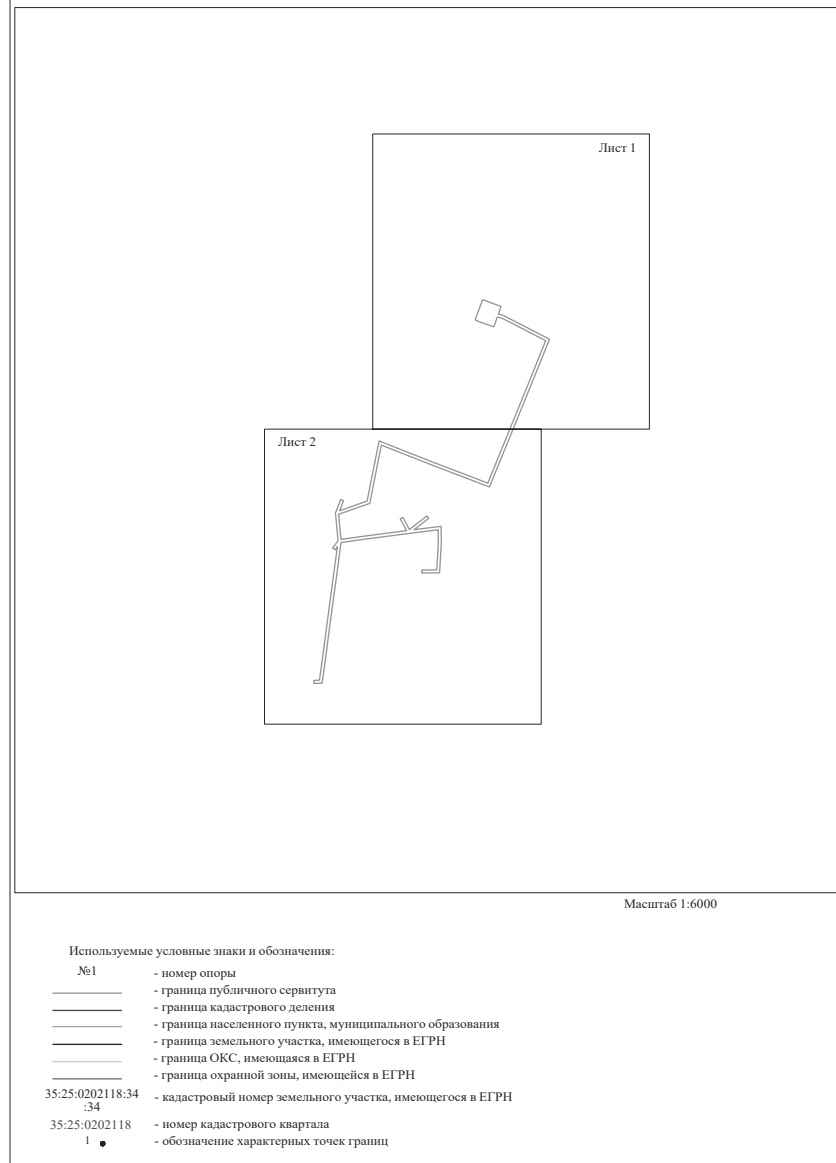 Лист 1
Лист 2
Масштаб 1:6000
Используемые условные знаки и обозначения:
№1 - номер опоры
- граница публичного сервитута
- граница кадастрового деления
- граница населенного пункта, муниципального образования
- граница земельного участка, имеющегося в ЕГРН
- граница ОКС, имеющаяся в ЕГРН
- граница охранной зоны, имеющейся в ЕГРН
35:25:0202118:34
:34 - кадастровый номер земельного участка, имеющегося в ЕГРН
35:25:0202118 - номер кадастрового квартала
1 - обозначение характерных точек границ